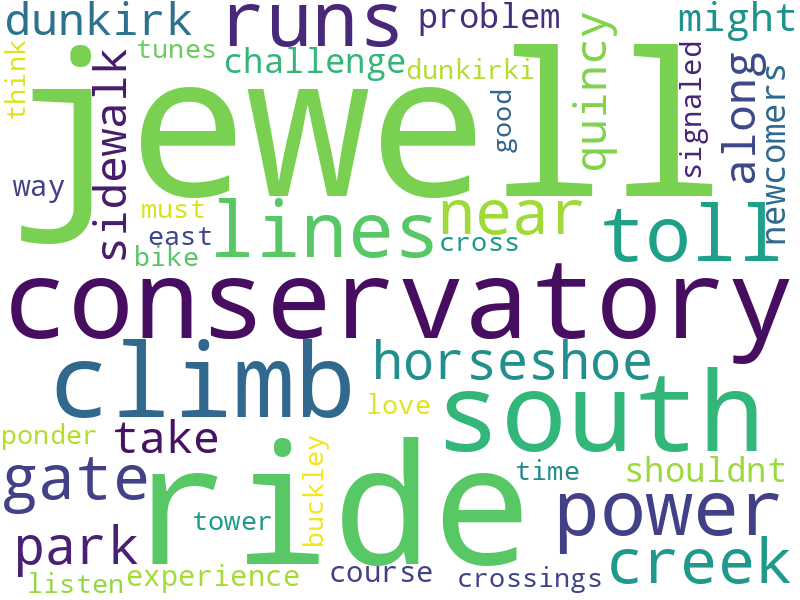 dunkirk
runs
problem
might
think
tunes
challenge
dunkirki
quincy
signaled
along
newcomers
jewell
sidewalk
good
way
must
east
bike
lines
near
cross
toll
conservatory
climb
horseshoe
love
south
ponder
take
gate
ride
buckley
time
shouldnt
power
tower
park
creek
listen
experience
course
crossings